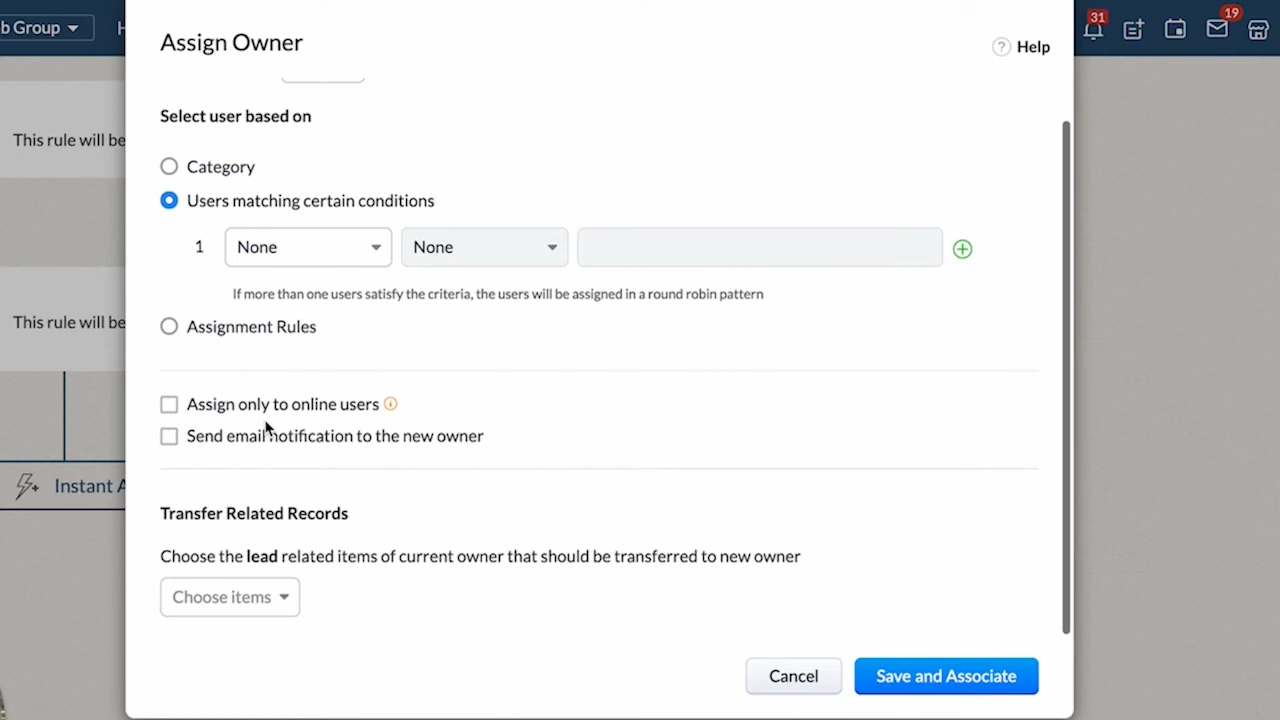 b Group
H
31
19
Assign Owner
? Help
Select user based on
This rule will be
Category
Users matching certain conditions
1 None None
If more than one users satisfy the criteria, the users will be assigned in a round robin pattern
This rule will be
Assignment Rules
Assign only to online users
Send email notification to the new owner
Instant A
Transfer Related Records
Choose the lead related items of current owner that should be transferred to new owner
Choose items
Cancel Save and Associate